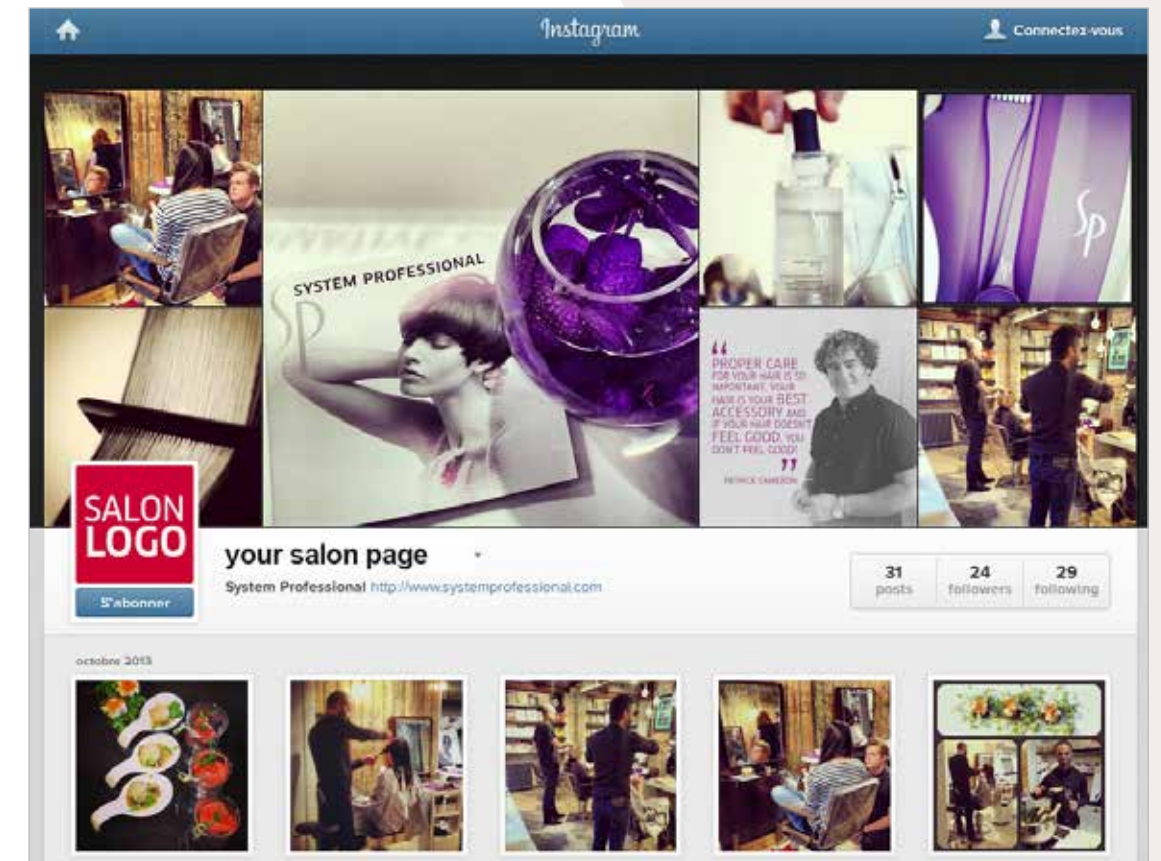 Instagram
Connectez-vous
SYSTEM PROFESSIONAL
Sp
Sp
“
PROPER CARE
FOR YOUR HAIR IS SO
IMPORTANT. YOUR
HAIR IS YOUR BEST
ACCESSORY AND
IF YOUR HAIR DOESN'T
FEEL GOOD, YOU
DON'T FEEL GOOD!
”
PATRICK CAMERON
SALON
LOGO
S'abonner
your salon page
System Professional http://www.systemprofessional.com
31 24 29
posts followers following
octobre 2013